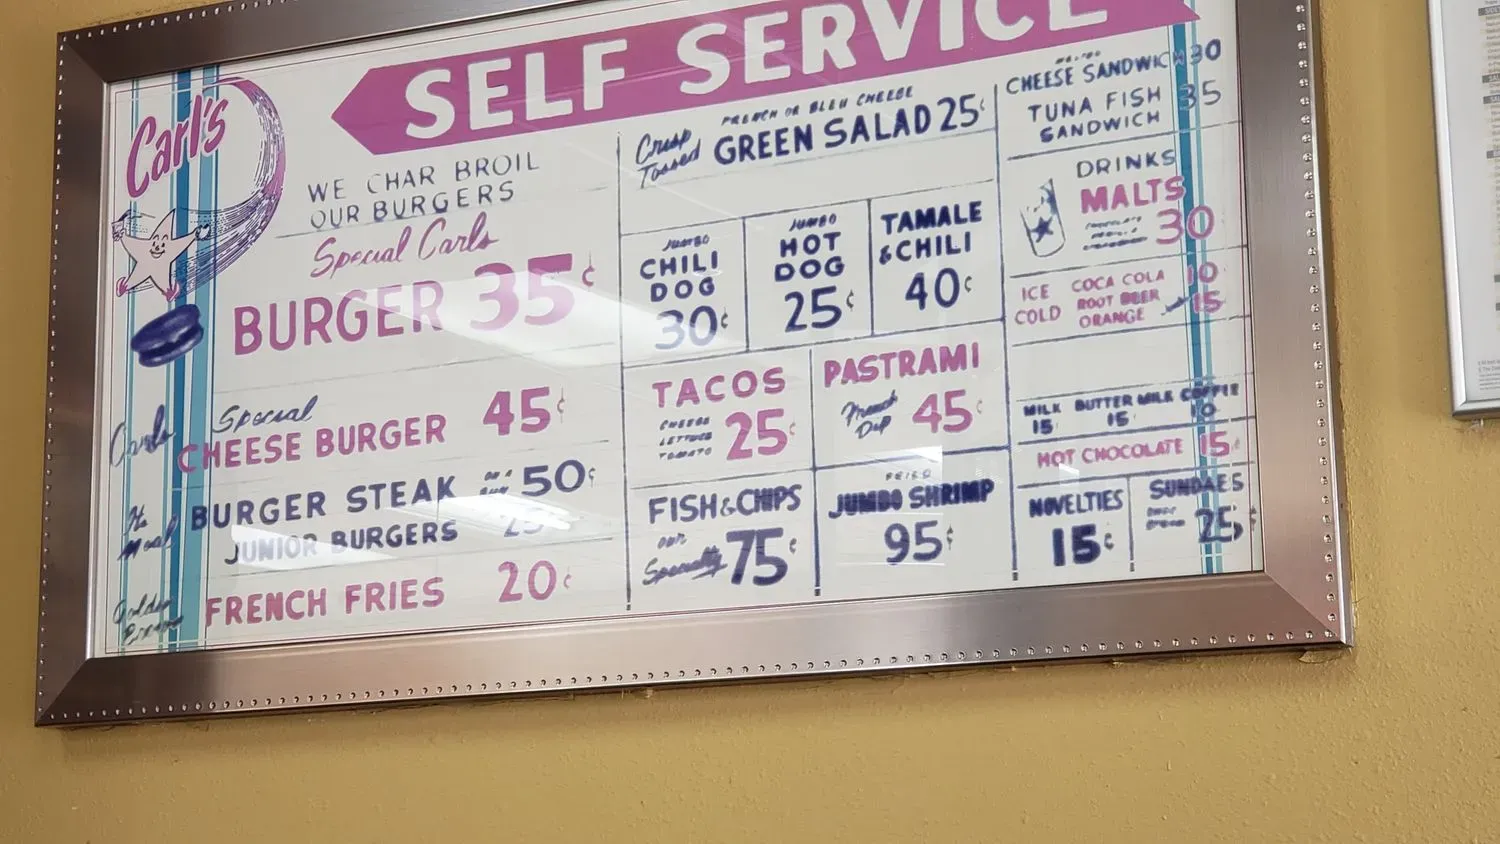 SELF SERVICE
Carl's
WE CHAR BROIL
OUR BURGERS
Special Carls
BURGER 35¢
Special
Carls CHEESE BURGER 45¢
BURGER STEAK 50¢
JUNIOR BURGERS 25
FRENCH FRIES 20¢
Golden
FRENCH OR BLEU CHEESE
Crisp
Tossed GREEN SALAD 25¢
JUMBO
CHILI
DOG
30¢
JUMBO
HOT
DOG
25¢
TAMALE
& CHILI
40¢
TACOS
CHEESE
LETTUCE
TOMATO
25¢
PASTRAMI
French
Dip
45¢
FISH & CHIPS
our
Specialty
75¢
FRIED
JUMBO SHRIMP
95¢
CHEESE SANDWICH 30
TUNA FISH 35
SANDWICH
DRINKS
MALTS
30
ICE
COLD
COCA COLA 10
ROOT BEER 15
ORANGE
MILK BUTTER MILK COFFEE
15 15 10
HOT CHOCOLATE 15¢
NOVELTIES
15¢
SUNDAES
25¢